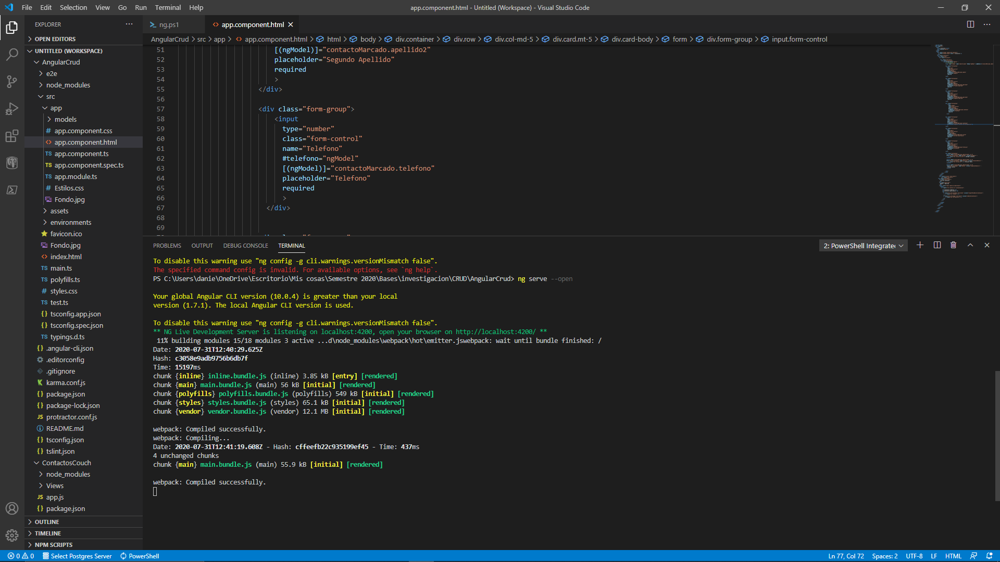 File Edit Selection View Go Run Terminal Help
app.component.html - Untitled (Workspace) - Visual Studio Code
EXPLORER
OPEN EDITORS
UNTITLED (WORKSPACE)
AngularCrud
e2e
node_modules
src
app
models
app.component.css
app.component.html
app.component.ts
app.component.spec.ts
app.module.ts
Estilos.css
Fondo.jpg
assets
environments
favicon.ico
Fondo.jpg
index.html
main.ts
polyfills.ts
styles.css
test.ts
tsconfig.app.json
tsconfig.spec.json
typings.d.ts
.angular-cli.json
.editorconfig
.gitignore
karma.conf.js
package.json
package-lock.json
protractor.conf.js
README.md
tsconfig.json
tslint.json
ContactosCouch
node_modules
Views
app.js
package.json
OUTLINE
TIMELINE
NPM SCRIPTS
ng.ps1
app.component.html
AngularCrud > src > app > app.component.html > html > body > div.container > div.row > div.col-md-5 > div.card.mt-5 > div.card-body > form > div.form-group > input.form-control
51 [(ngModel)]="contactoMarcado.apellido2"
52 placeholder="Segundo Apellido"
53 required
54 >
55 </div>
56
57 <div class="form-group">
58 <input
59 type="number"
60 class="form-control"
61 name="Telefono"
62 #telefono="ngModel"
63 [(ngModel)]="contactoMarcado.telefono"
64 placeholder="Telefono"
65 required
66 >
67 </div>
68
69
PROBLEMS OUTPUT DEBUG CONSOLE TERMINAL
2: PowerShell Integrate
To disable this warning use "ng config -g cli.warnings.versionMismatch false".
The specified command config is invalid. For available options, see `ng help`.
PS C:\Users\danie\OneDrive\Escritorio\Mis cosas\Semestre 2020\Bases\investigacion\CRUD\AngularCrud> ng serve --open
Your global Angular CLI version (10.0.4) is greater than your local
version (1.7.1). The local Angular CLI version is used.
To disable this warning use "ng config -g cli.warnings.versionMismatch false".
** NG Live Development Server is listening on localhost:4200, open your browser on http://localhost:4200/ **
11% building modules 15/18 modules 3 active ...d\node_modules\webpack\hot\emitter.jswebpack: wait until bundle finished: /
Date: 2020-07-31T12:40:29.625Z
Hash: c3058e9adb9756b6db7f
Time: 15197ms
chunk {inline} inline.bundle.js (inline) 3.85 kB [entry] [rendered]
chunk {main} main.bundle.js (main) 56 kB [initial] [rendered]
chunk {polyfills} polyfills.bundle.js (polyfills) 549 kB [initial] [rendered]
chunk {styles} styles.bundle.js (styles) 65.1 kB [initial] [rendered]
chunk {vendor} vendor.bundle.js (vendor) 12.1 MB [initial] [rendered]
webpack: Compiled successfully.
webpack: Compiling...
Date: 2020-07-31T12:41:19.608Z - Hash: cffeefb22c935199ef45 - Time: 437ms
4 unchanged chunks
chunk {main} main.bundle.js (main) 55.9 kB [initial] [rendered]
webpack: Compiled successfully.
0 0 Select Postgres Server PowerShell
Ln 77, Col 72 Spaces: 2 UTF-8 LF HTML